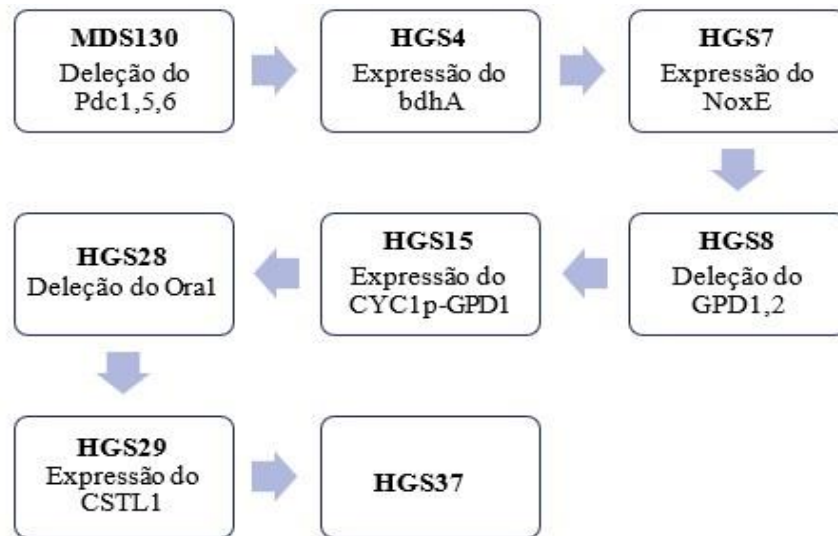 MDS130
Deleção do
Pdc1,5,6
HGS4
Expressão do
bdhA
HGS7
Expressão do
NoxE
HGS8
Deleção do
GPD1,2
HGS15
Expressão do
CYC1p-GPD1
HGS28
Deleção do Ora1
HGS29
Expressão do
CSTL1
HGS37